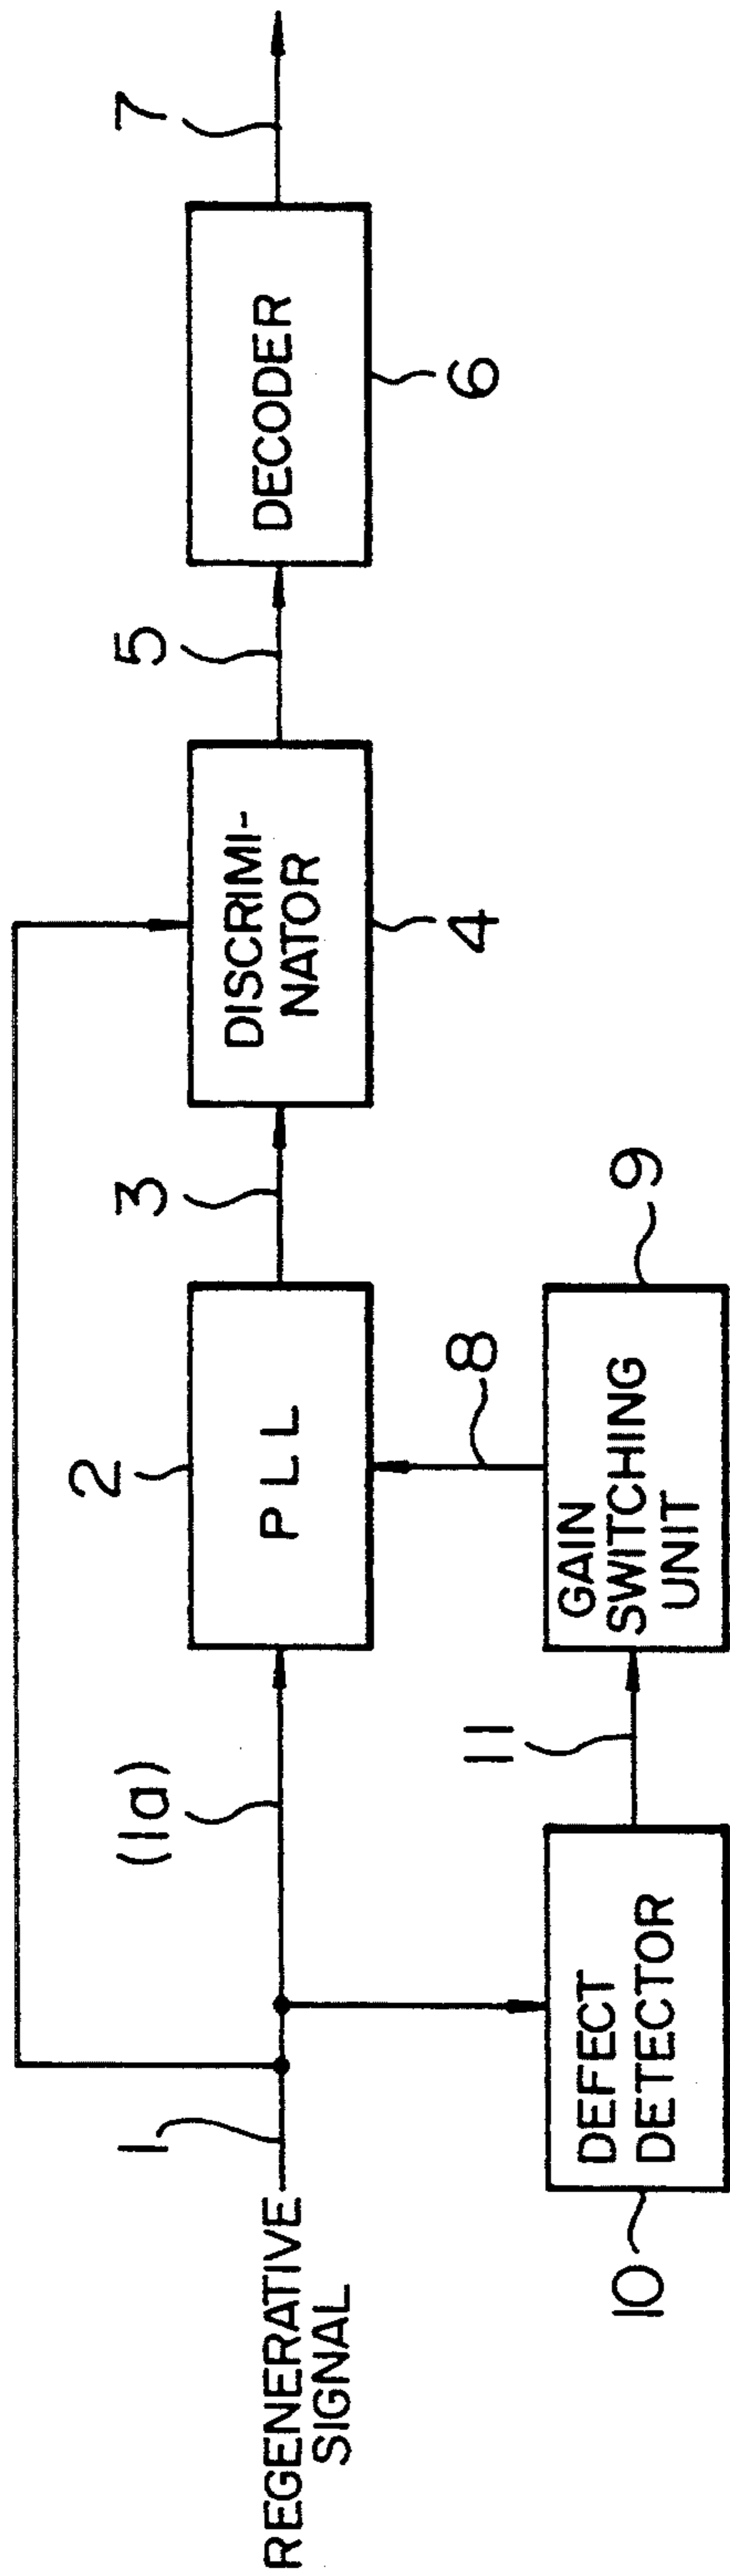 REGENERATIVE
SIGNAL
1
(1a)
2
PLL
3
DISCRIMI-
NATOR
4
5
DECODER
6
7
8
GAIN
SWITCHING
UNIT
9
DEFECT
DETECTOR
10
11